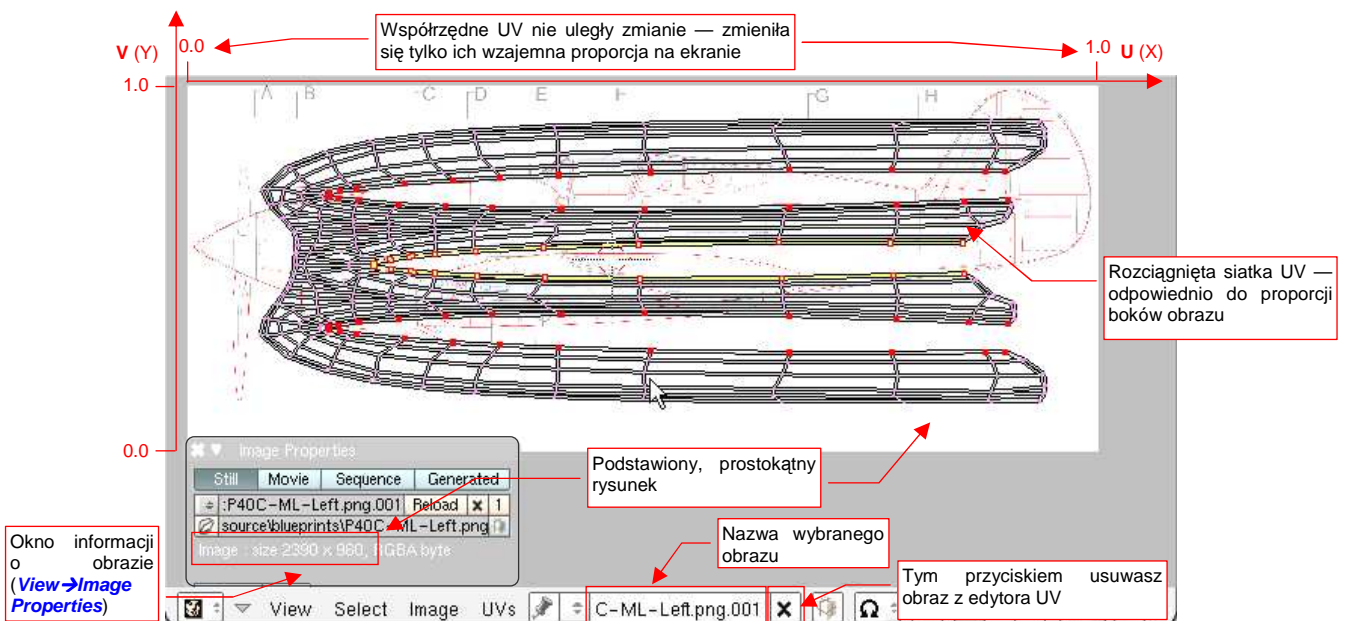 Współrzędne UV nie uległy zmianie — zmieniła
się tylko ich wzajemna proporcja na ekranie
V (Y)
0.0
1.0 U (X)
1.0
A B C D E F G H
Rozciągnięta siatka UV —
odpowiednio do proporcji
boków obrazu
0.0
Image Properties
Still Movie Sequence Generated
:P40C-ML-Left.png.001 Reload x 1
source\blueprints\P40C-ML-Left.png
Image : size 2390 x 960, RGBA byte
Podstawiony, prostokątny
rysunek
Okno informacji
o obrazie
(View→Image
Properties)
Nazwa wybranego
obrazu
Tym przyciskiem usuwasz
obraz z edytora UV
View Select Image UVs C-ML-Left.png.001